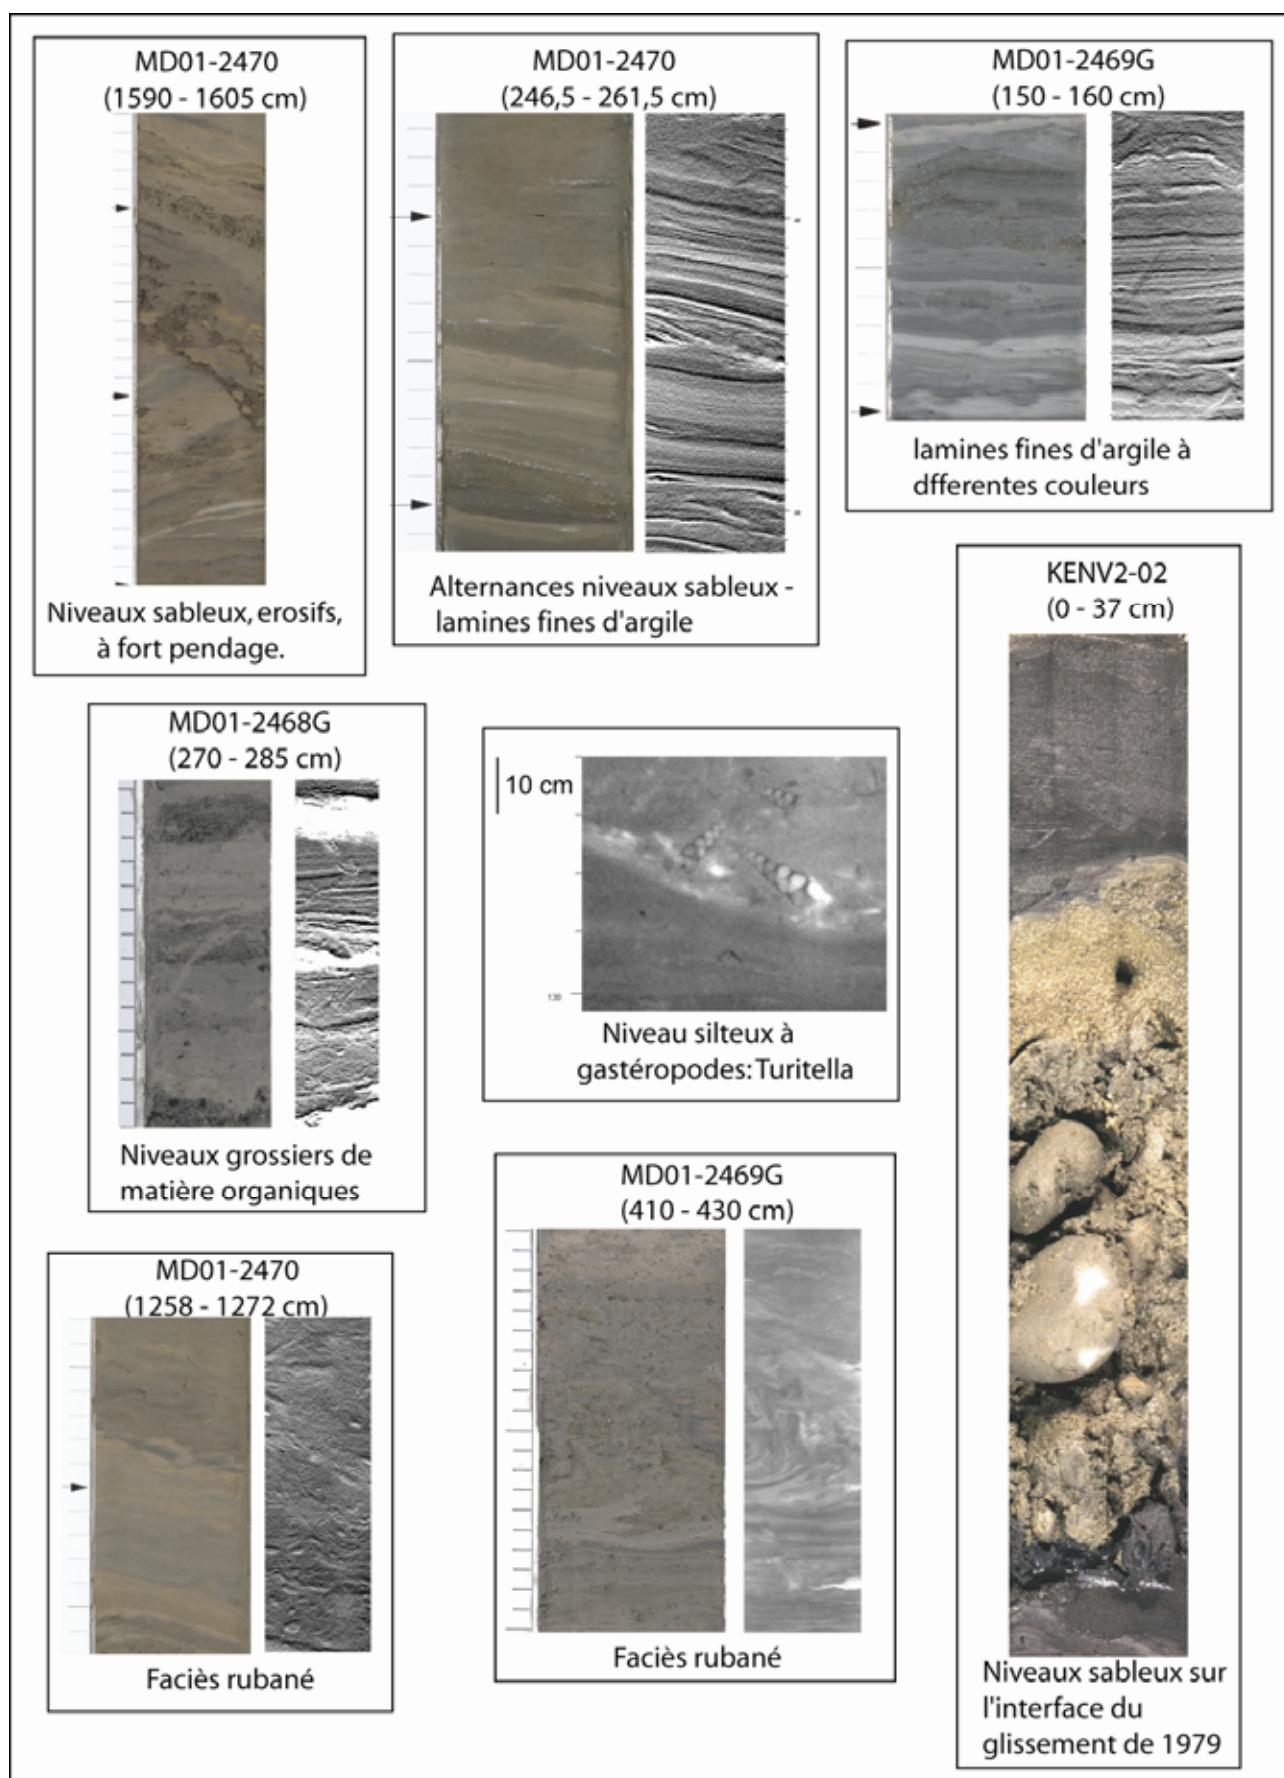 MD01-2470
(1590 - 1605 cm)
Niveaux sableux, erosifs,
à fort pendage.
MD01-2470
(246,5 - 261,5 cm)
Alternances niveaux sableux -
lamines fines d'argile
MD01-2469G
(150 - 160 cm)
lamines fines d'argile à
dfferentes couleurs
KENV2-02
(0 - 37 cm)
Niveaux sableux sur
l'interface du
glissement de 1979
MD01-2468G
(270 - 285 cm)
Niveaux grossiers de
matière organiques
10 cm
130
Niveau silteux à
gastéropodes: Turitella
MD01-2470
(1258 - 1272 cm)
Faciès rubané
MD01-2469G
(410 - 430 cm)
Faciès rubané